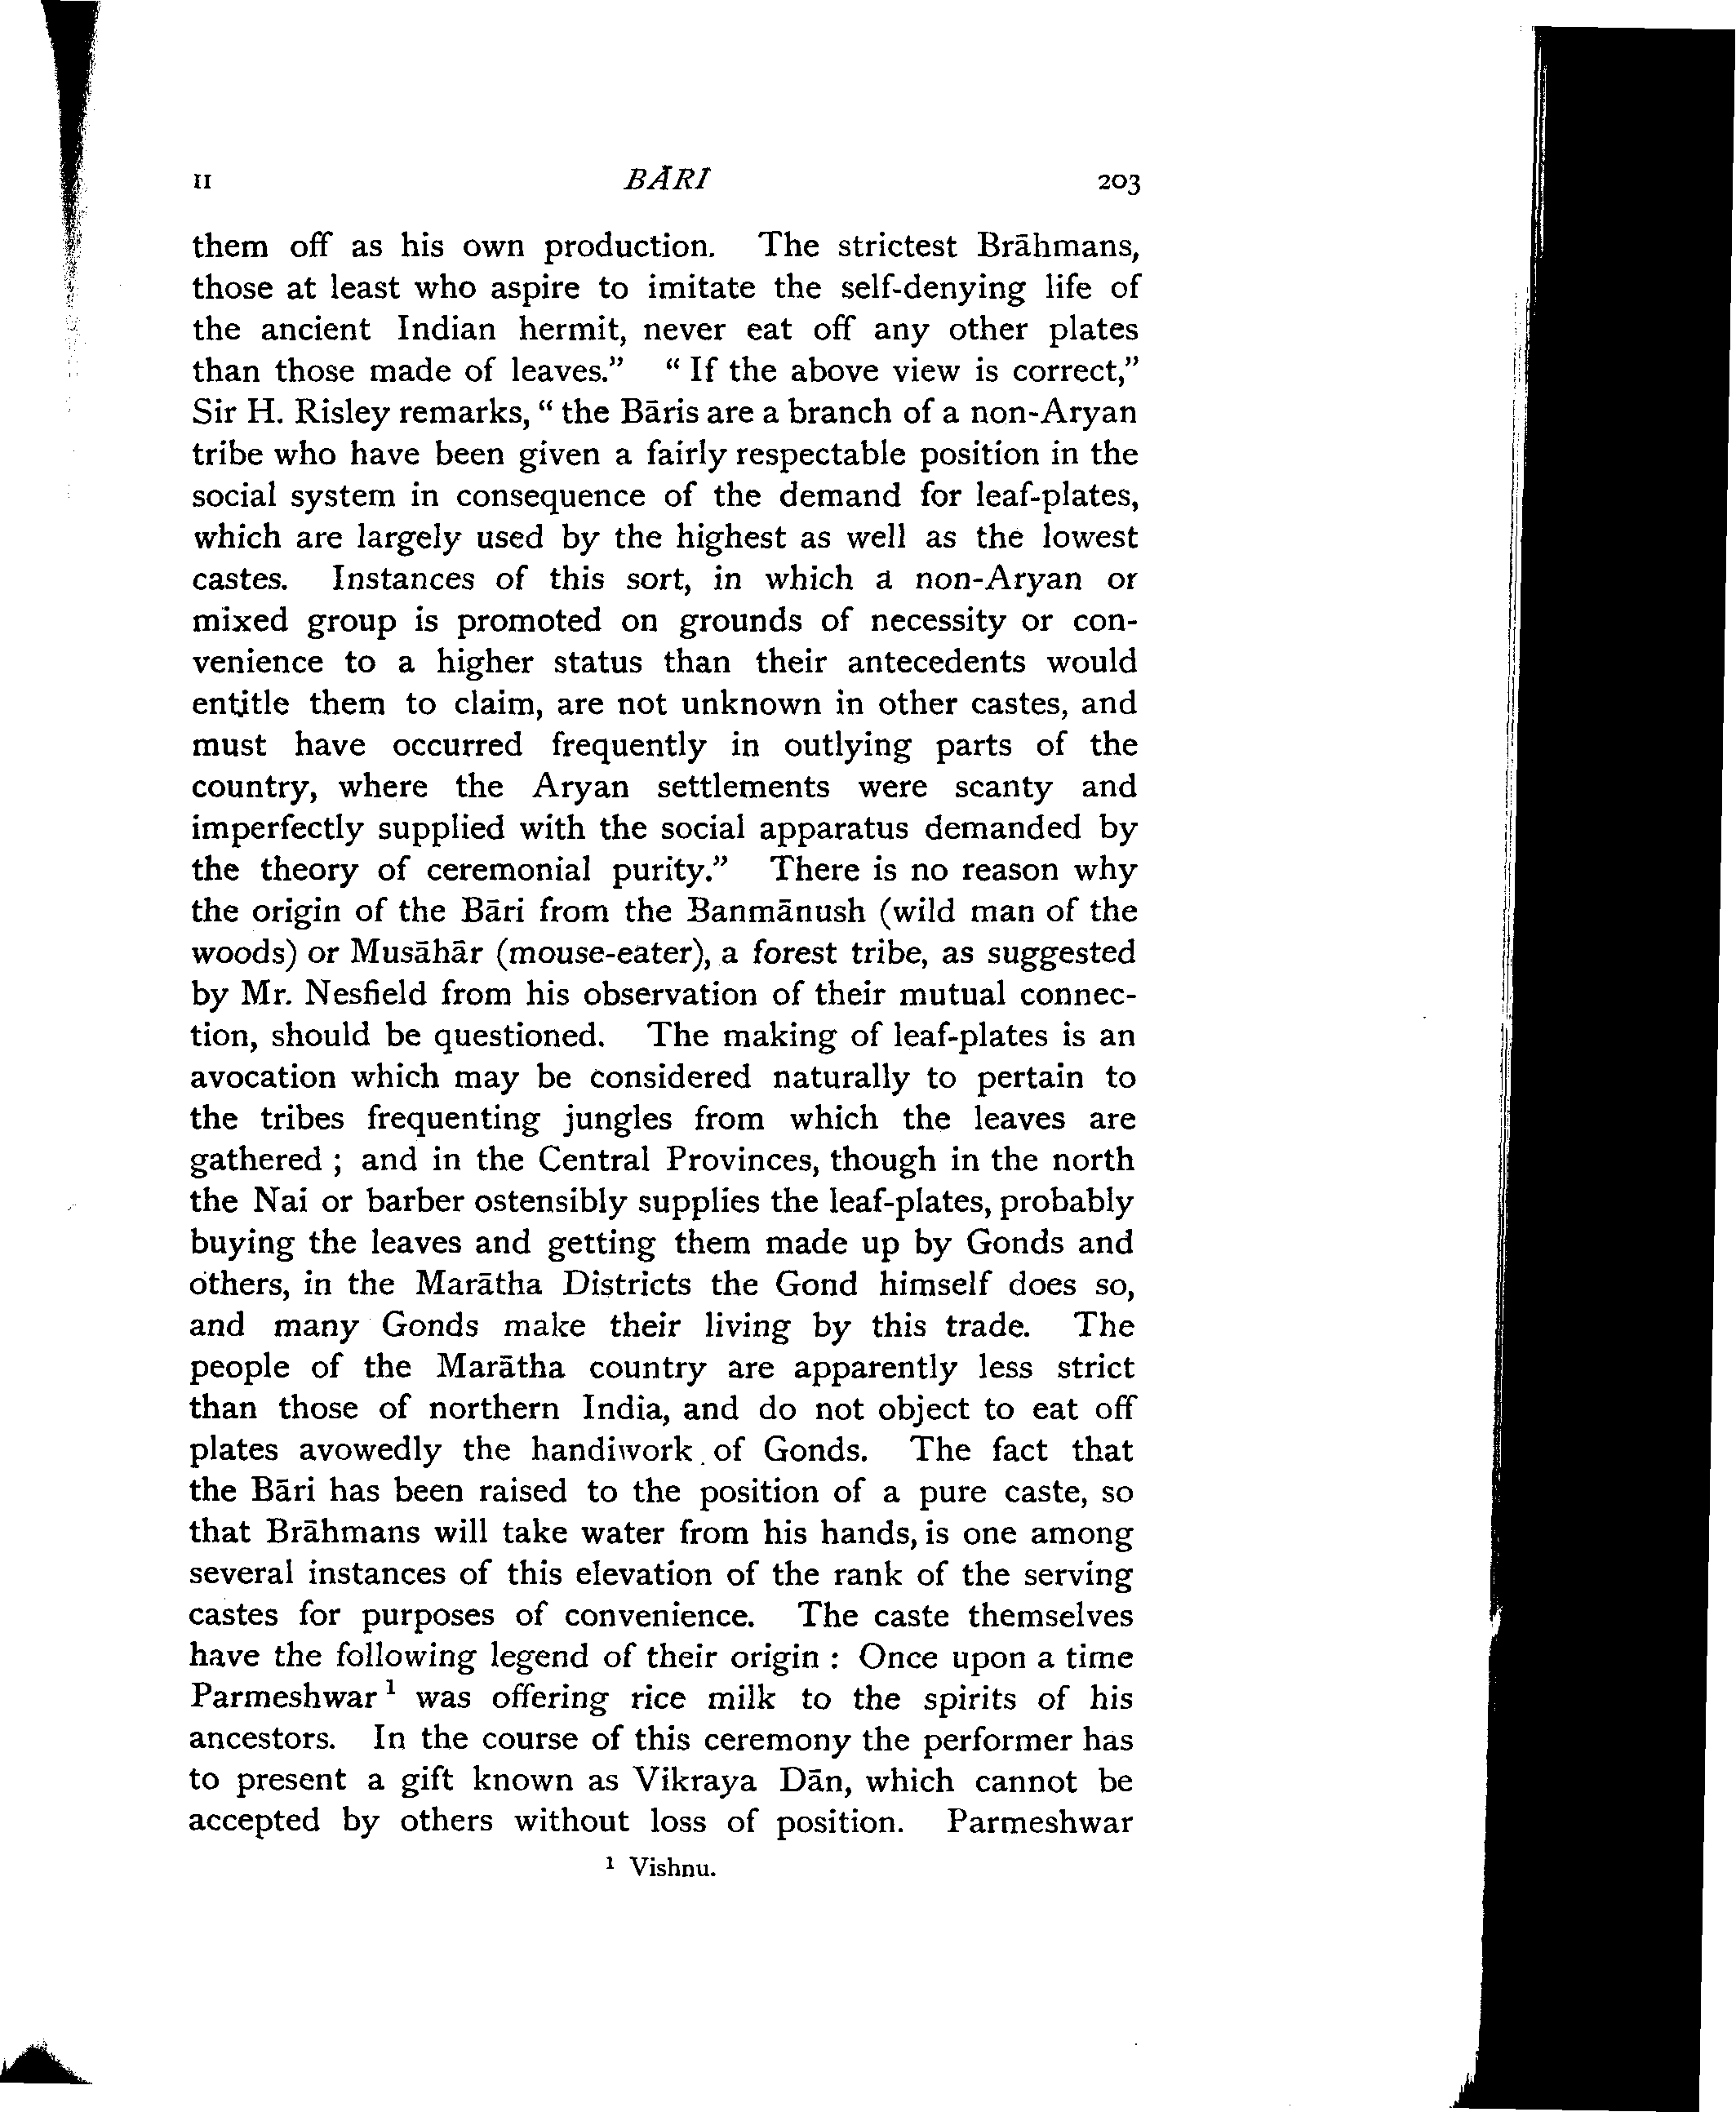 II BĀRI 203
them off as his own production. The strictest Brāhmans,
those at least who aspire to imitate the self-denying life of
the ancient Indian hermit, never eat off any other plates
than those made of leaves.” “ If the above view is correct,”
Sir H. Risley remarks, “ the Bāris are a branch of a non-Aryan
tribe who have been given a fairly respectable position in the
social system in consequence of the demand for leaf-plates,
which are largely used by the highest as well as the lowest
castes. Instances of this sort, in which a non-Aryan or
mixed group is promoted on grounds of necessity or con-
venience to a higher status than their antecedents would
entitle them to claim, are not unknown in other castes, and
must have occurred frequently in outlying parts of the
country, where the Aryan settlements were scanty and
imperfectly supplied with the social apparatus demanded by
the theory of ceremonial purity.” There is no reason why
the origin of the Bāri from the Banmānush (wild man of the
woods) or Musāhār (mouse-eater), a forest tribe, as suggested
by Mr. Nesfield from his observation of their mutual connec-
tion, should be questioned. The making of leaf-plates is an
avocation which may be considered naturally to pertain to
the tribes frequenting jungles from which the leaves are
gathered ; and in the Central Provinces, though in the north
the Nai or barber ostensibly supplies the leaf-plates, probably
buying the leaves and getting them made up by Gonds and
others, in the Marātha Districts the Gond himself does so,
and many Gonds make their living by this trade. The
people of the Marātha country are apparently less strict
than those of northern India, and do not object to eat off
plates avowedly the handiwork of Gonds. The fact that
the Bāri has been raised to the position of a pure caste, so
that Brāhmans will take water from his hands, is one among
several instances of this elevation of the rank of the serving
castes for purposes of convenience. The caste themselves
have the following legend of their origin : Once upon a time
Parmeshwar ¹ was offering rice milk to the spirits of his
ancestors. In the course of this ceremony the performer has
to present a gift known as Vikraya Dān, which cannot be
accepted by others without loss of position. Parmeshwar
¹ Vishnu.